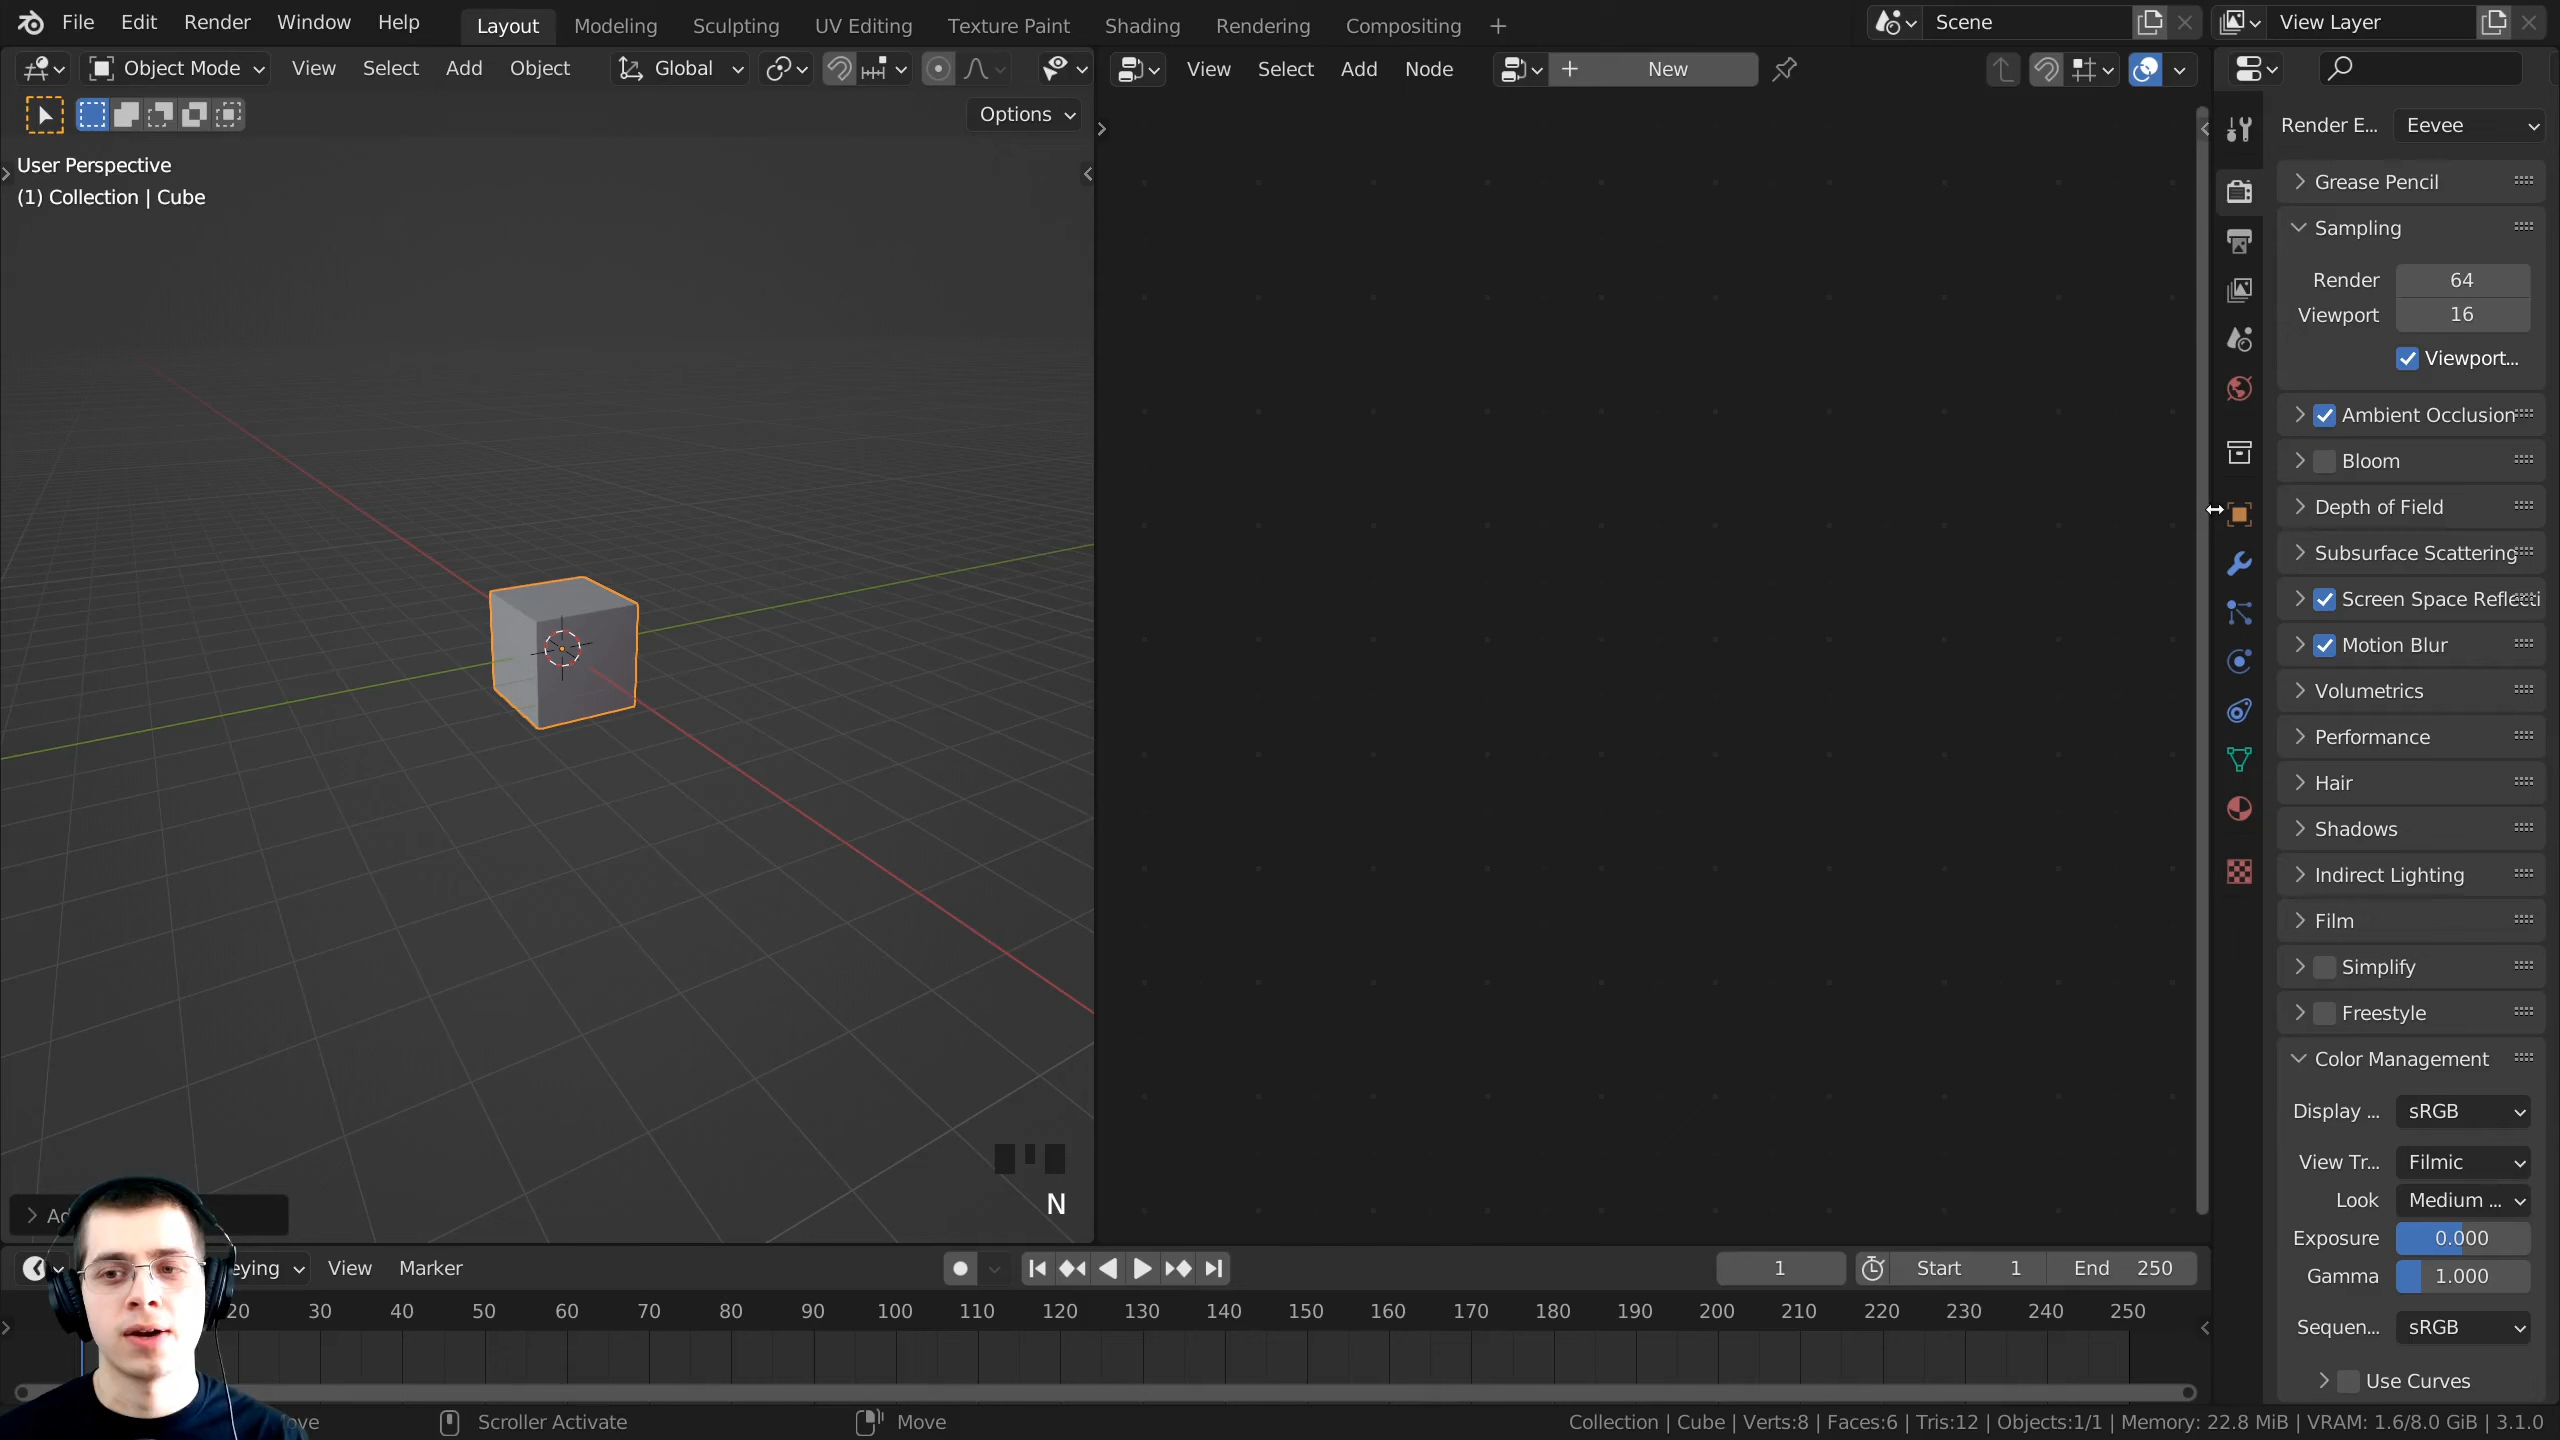 File Edit Render Window Help Layout Modeling Sculpting UV Editing Texture Paint Shading Rendering Compositing + Scene View Layer
Object Mode View Select Add Object Global
View Select Add Node + New
Options
User Perspective
(1) Collection | Cube
Render E... Eevee
Grease Pencil
Sampling
Render 64
Viewport 16
Viewport...
Ambient Occlusion
Bloom
Depth of Field
Subsurface Scattering
Screen Space Reflecti
Motion Blur
Volumetrics
Performance
Hair
Shadows
Indirect Lighting
Film
Simplify
Freestyle
Color Management
Display ... sRGB
View Tr... Filmic
Look Medium ...
Exposure 0.000
Gamma 1.000
Sequen... sRGB
Use Curves
N
Ad
eying View Marker 1 Start 1 End 250
20 30 40 50 60 70 80 90 100 110 120 130 140 150 160 170 180 190 200 210 220 230 240 250
ove Scroller Activate Move Collection | Cube | Verts:8 | Faces:6 | Tris:12 | Objects:1/1 | Memory: 22.8 MiB | VRAM: 1.6/8.0 GiB | 3.1.0